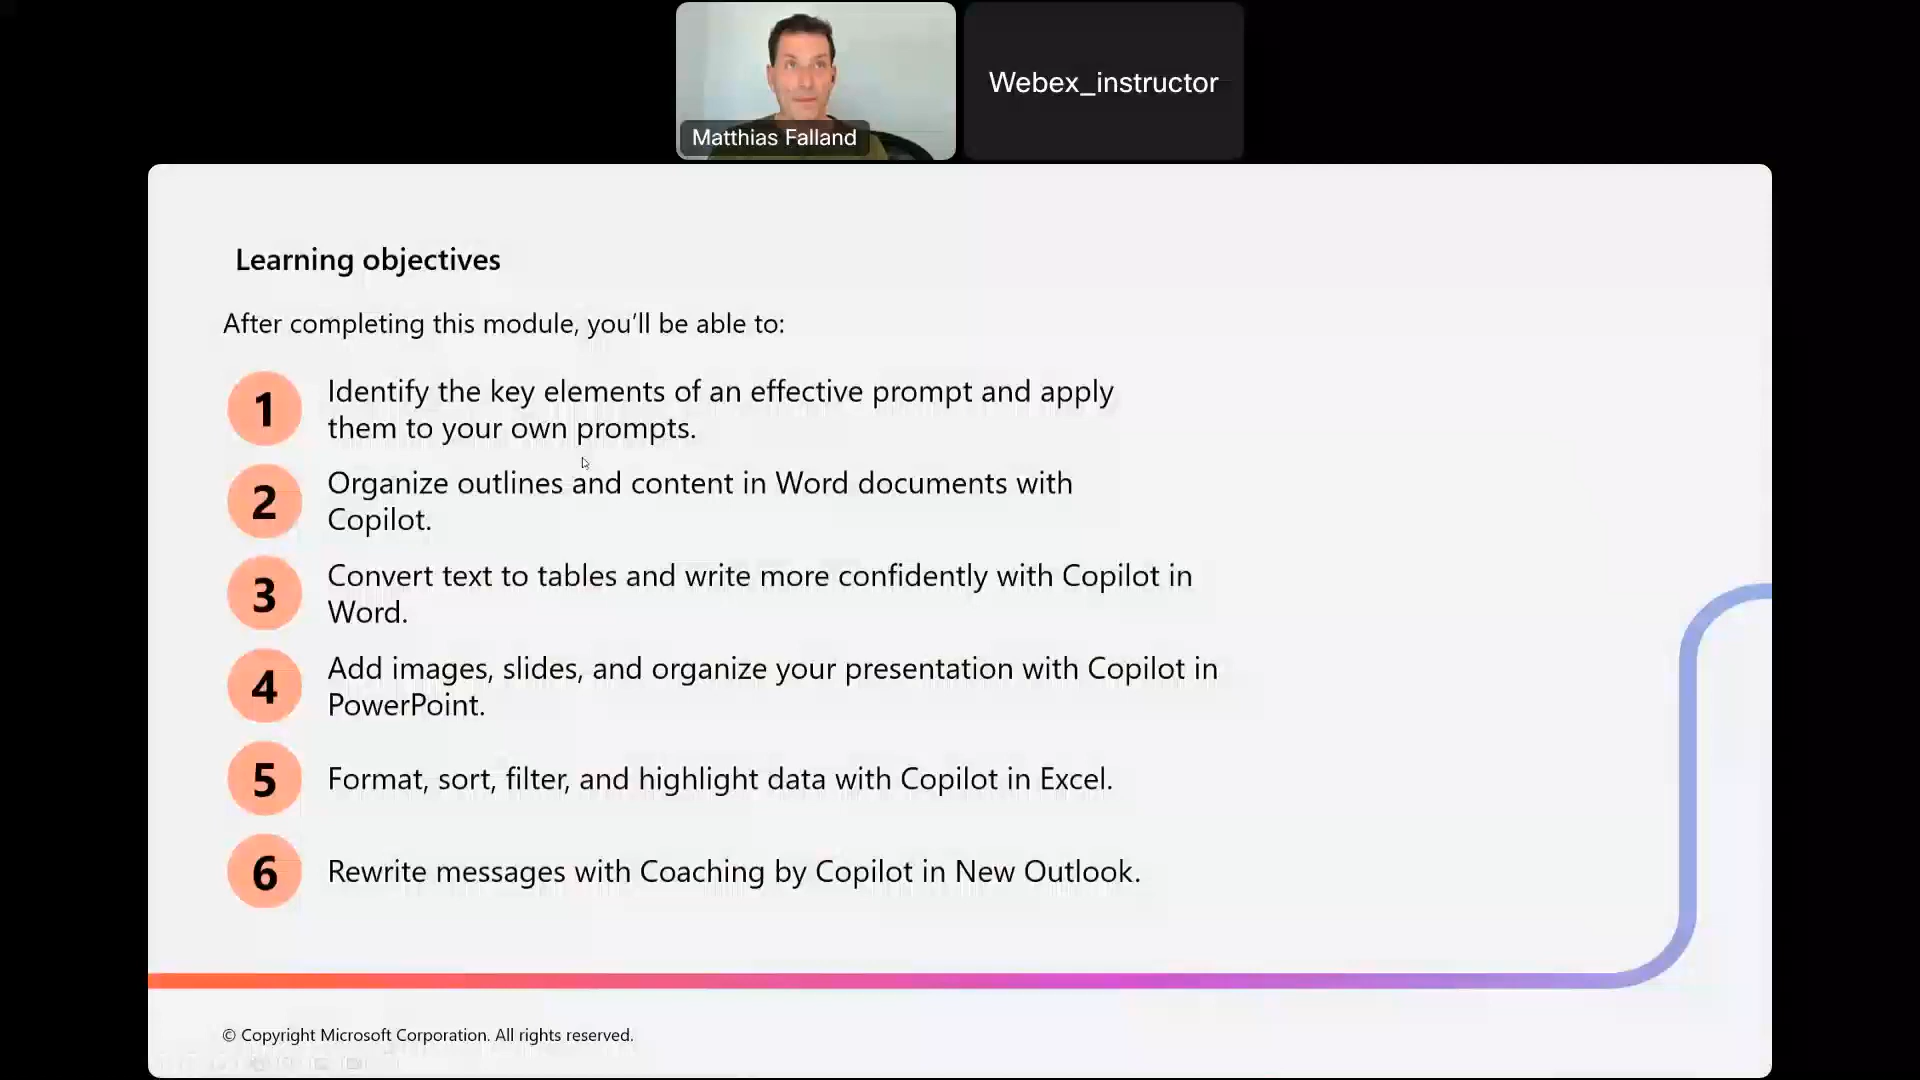 Matthias Falland
Webex_instructor
Learning objectives
After completing this module, you’ll be able to:
1
Identify the key elements of an effective prompt and apply
them to your own prompts.
2
Organize outlines and content in Word documents with
Copilot.
3
Convert text to tables and write more confidently with Copilot in
Word.
4
Add images, slides, and organize your presentation with Copilot in
PowerPoint.
5
Format, sort, filter, and highlight data with Copilot in Excel.
6
Rewrite messages with Coaching by Copilot in New Outlook.
© Copyright Microsoft Corporation. All rights reserved.